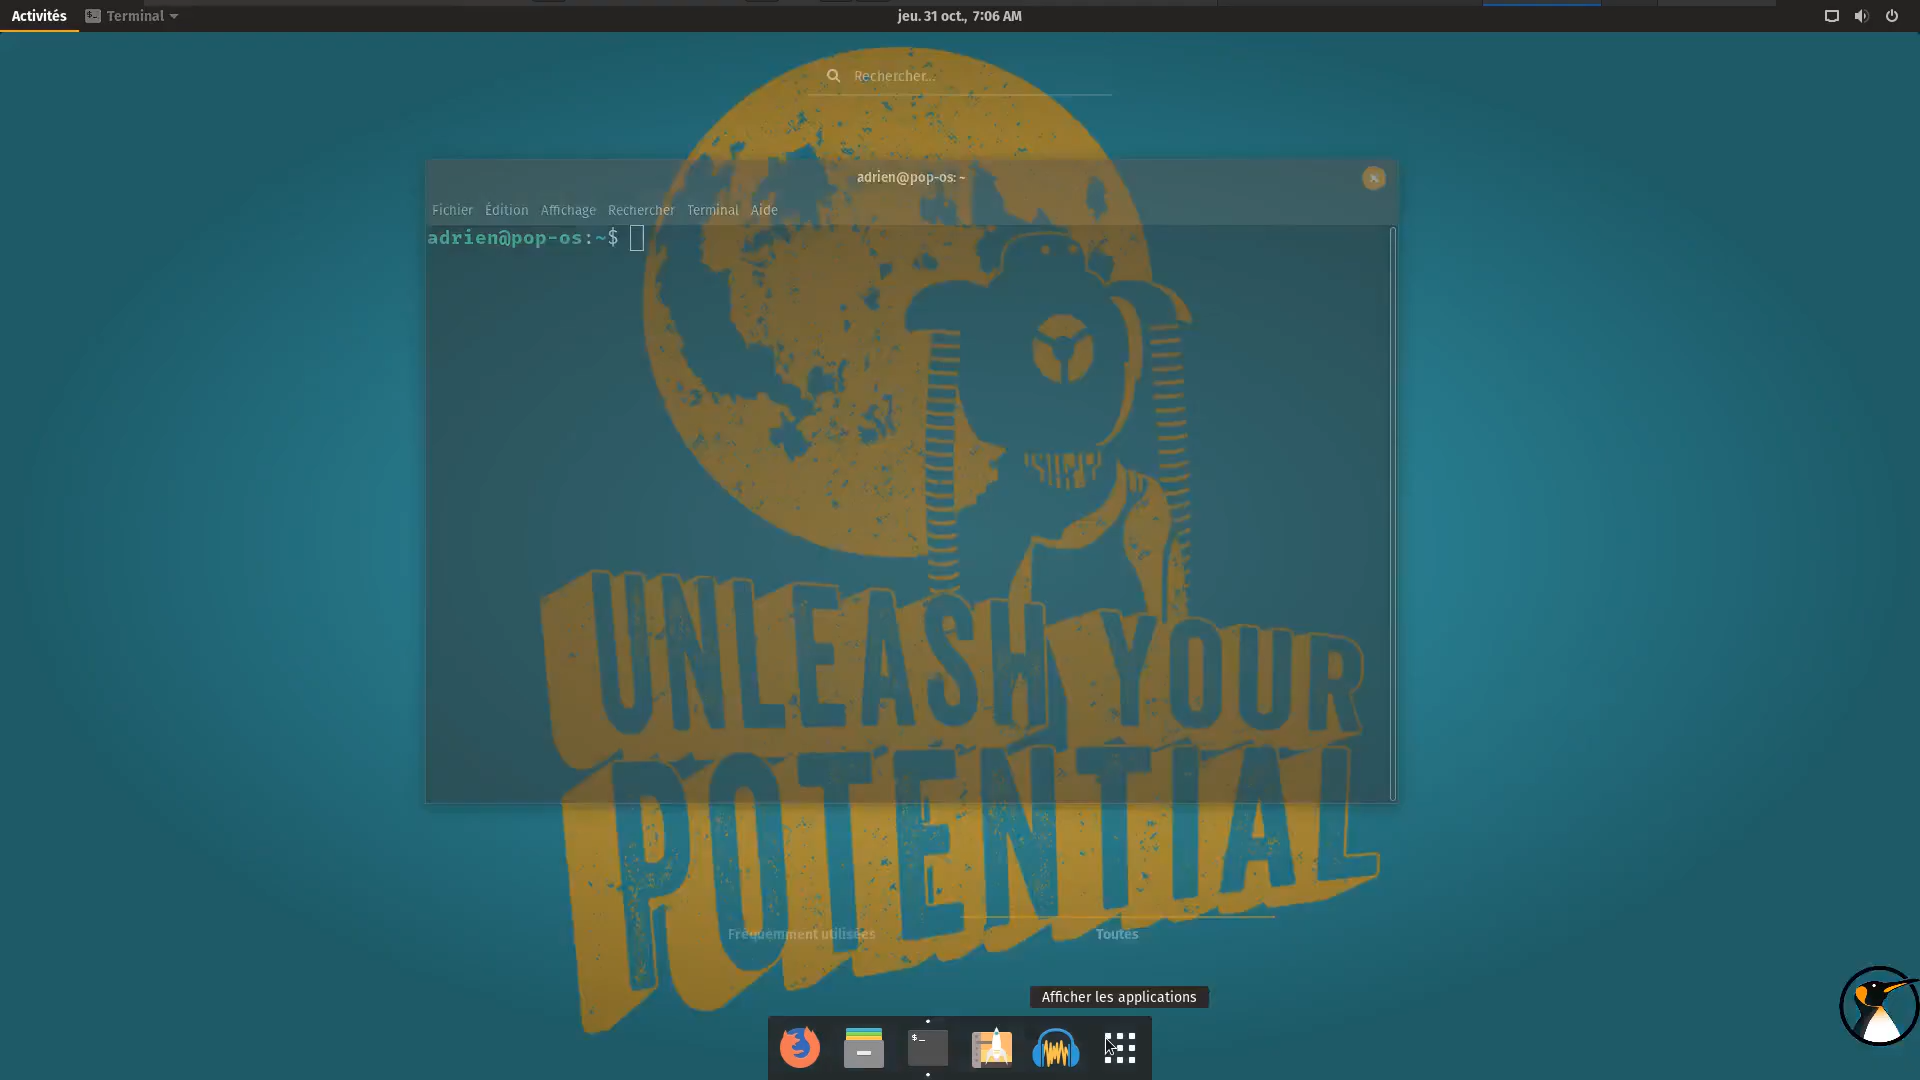 Activités Terminal jeu. 31 oct., 7:06 AM
Rechercher...
adrien@pop-os: ~
Fichier Édition Affichage Rechercher Terminal Aide
adrien@pop-os:~$
UNLEASH YOUR
POTENTIAL
Fréquemment utilisées Toutes
Afficher les applications
$_